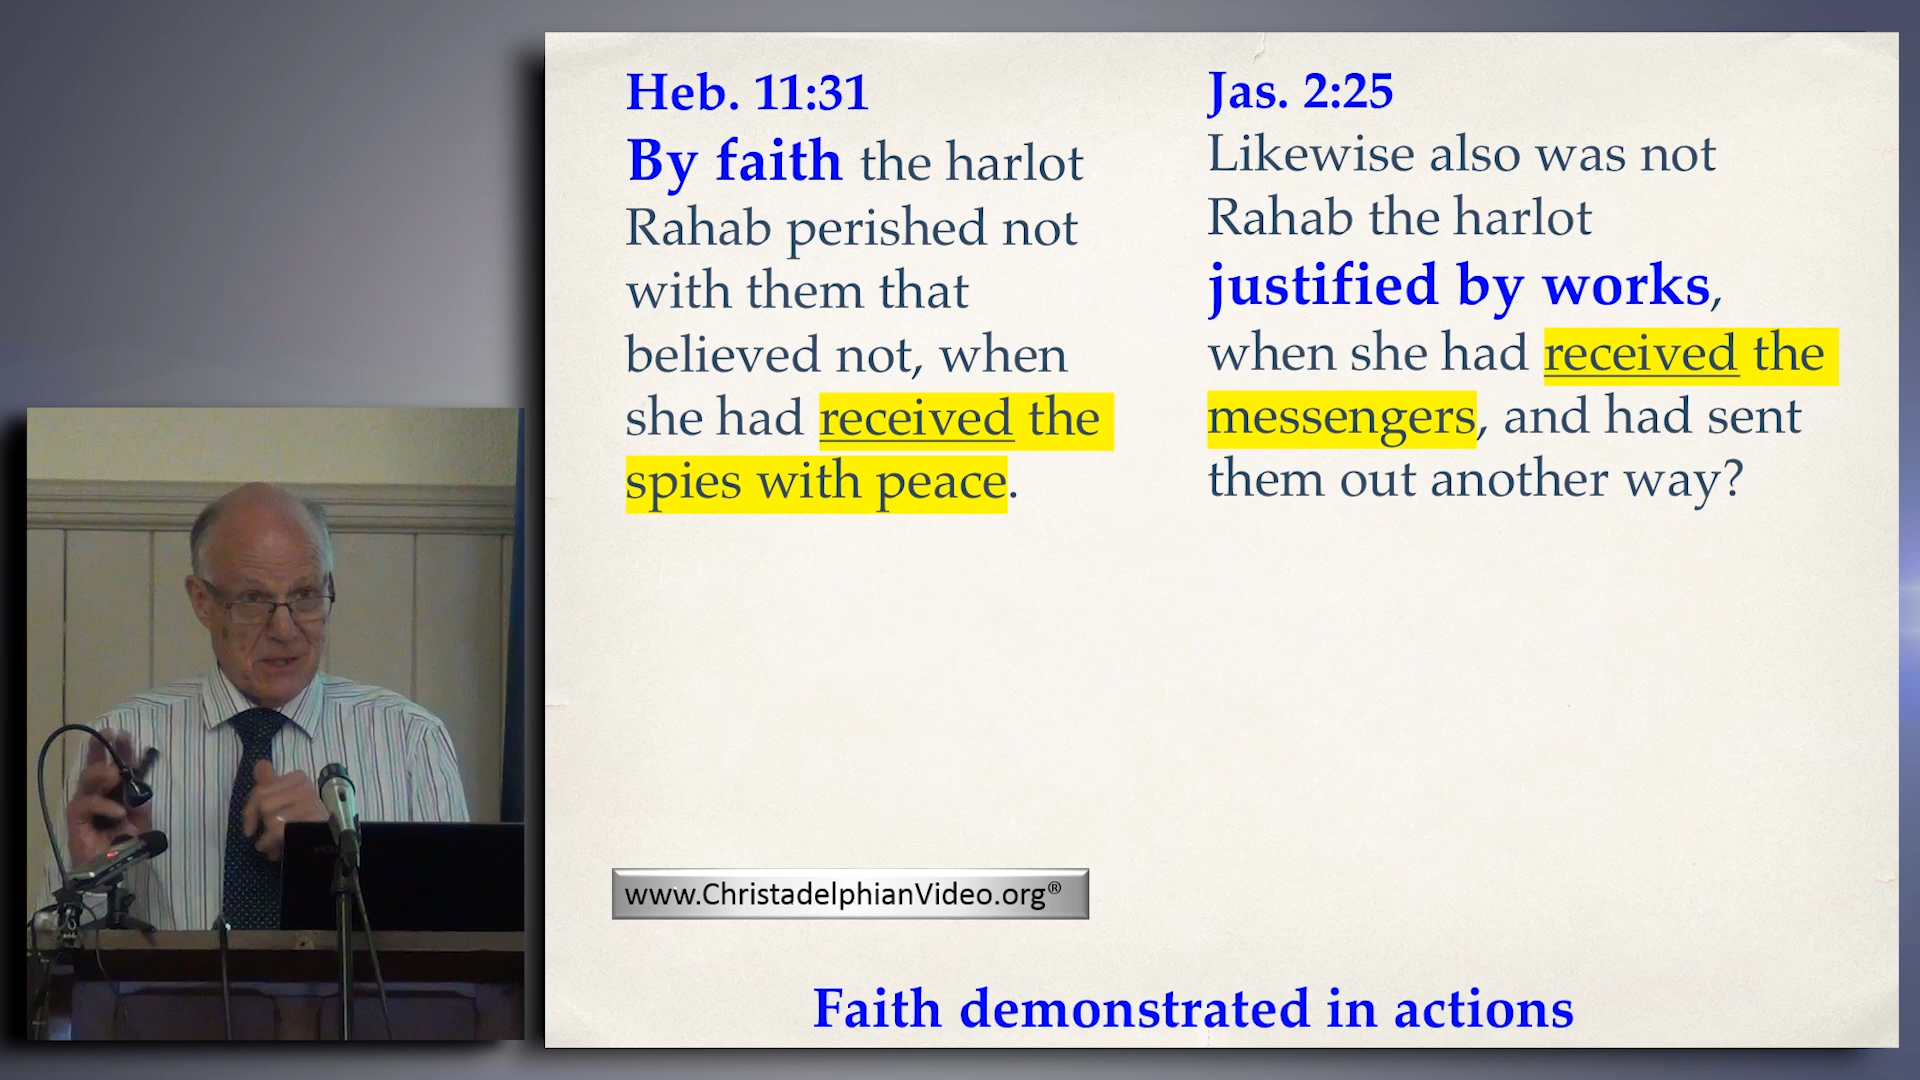 Heb. 11:31
By faith the harlot
Rahab perished not
with them that
believed not, when
she had received the
spies with peace.
Jas. 2:25
Likewise also was not
Rahab the harlot
justified by works,
when she had received the
messengers, and had sent
them out another way?
www.ChristadelphianVideo.org®
Faith demonstrated in actions